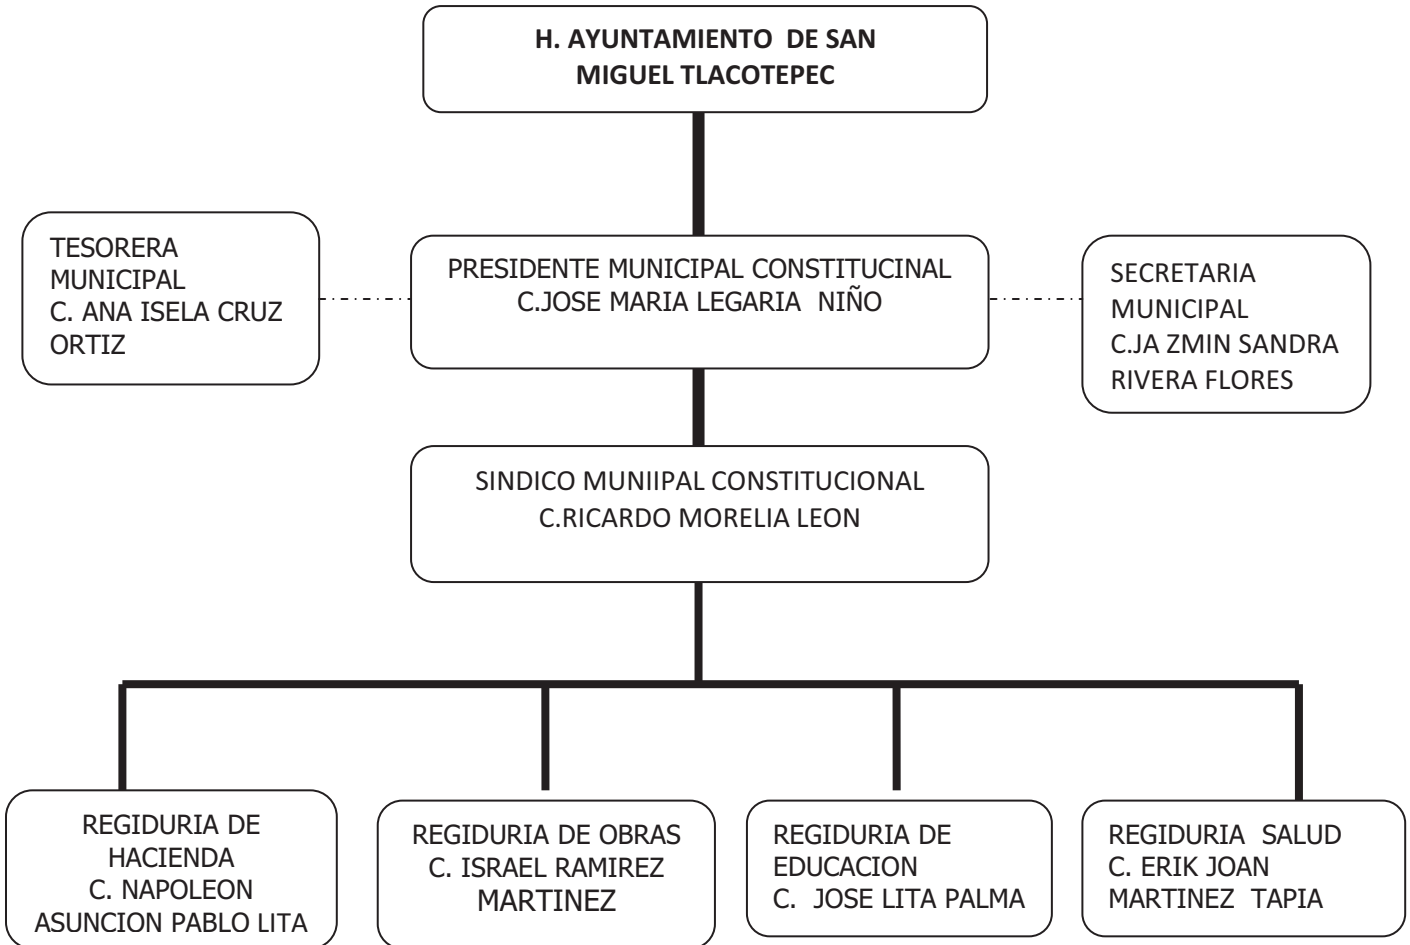 H. AYUNTAMIENTO DE SAN
MIGUEL TLACOTEPEC
TESORERA
MUNICIPAL
C. ANA ISELA CRUZ
ORTIZ
PRESIDENTE MUNICIPAL CONSTITUCINAL
C.JOSE MARIA LEGARIA NIÑO
SECRETARIA
MUNICIPAL
C.JA ZMIN SANDRA
RIVERA FLORES
SINDICO MUNIIPAL CONSTITUCIONAL
C.RICARDO MORELIA LEON
REGIDURIA DE
HACIENDA
C. NAPOLEON
ASUNCION PABLO LITA
REGIDURIA DE OBRAS
C. ISRAEL RAMIREZ
MARTINEZ
REGIDURIA DE
EDUCACION
C. JOSE LITA PALMA
REGIDURIA SALUD
C. ERIK JOAN
MARTINEZ TAPIA